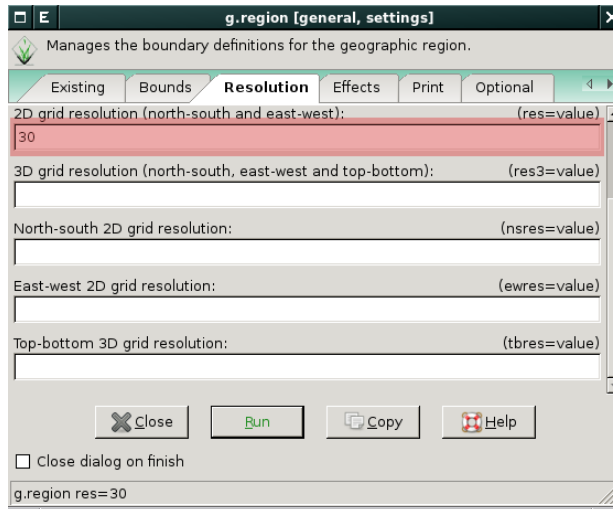 E g.region [general, settings]
Manages the boundary definitions for the geographic region.
Existing Bounds Resolution Effects Print Optional
2D grid resolution (north-south and east-west): (res=value)
30
3D grid resolution (north-south, east-west and top-bottom): (res3=value)
North-south 2D grid resolution: (nsres=value)
East-west 2D grid resolution: (ewres=value)
Top-bottom 3D grid resolution: (tbres=value)
Close Run Copy Help
Close dialog on finish
g.region res=30